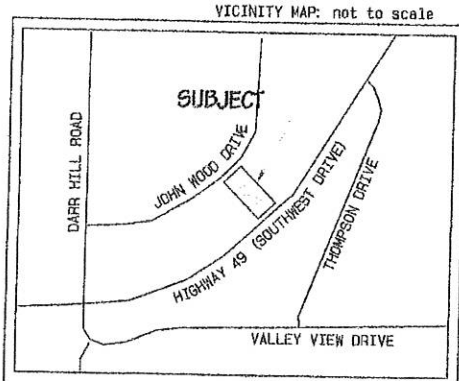 VICINITY MAP: not to scale
SUBJECT
DARR HILL ROAD
JOHN WOOD DRIVE
HIGHWAY 49 (SOUTHWEST DRIVE)
THOMPSON DRIVE
VALLEY VIEW DRIVE